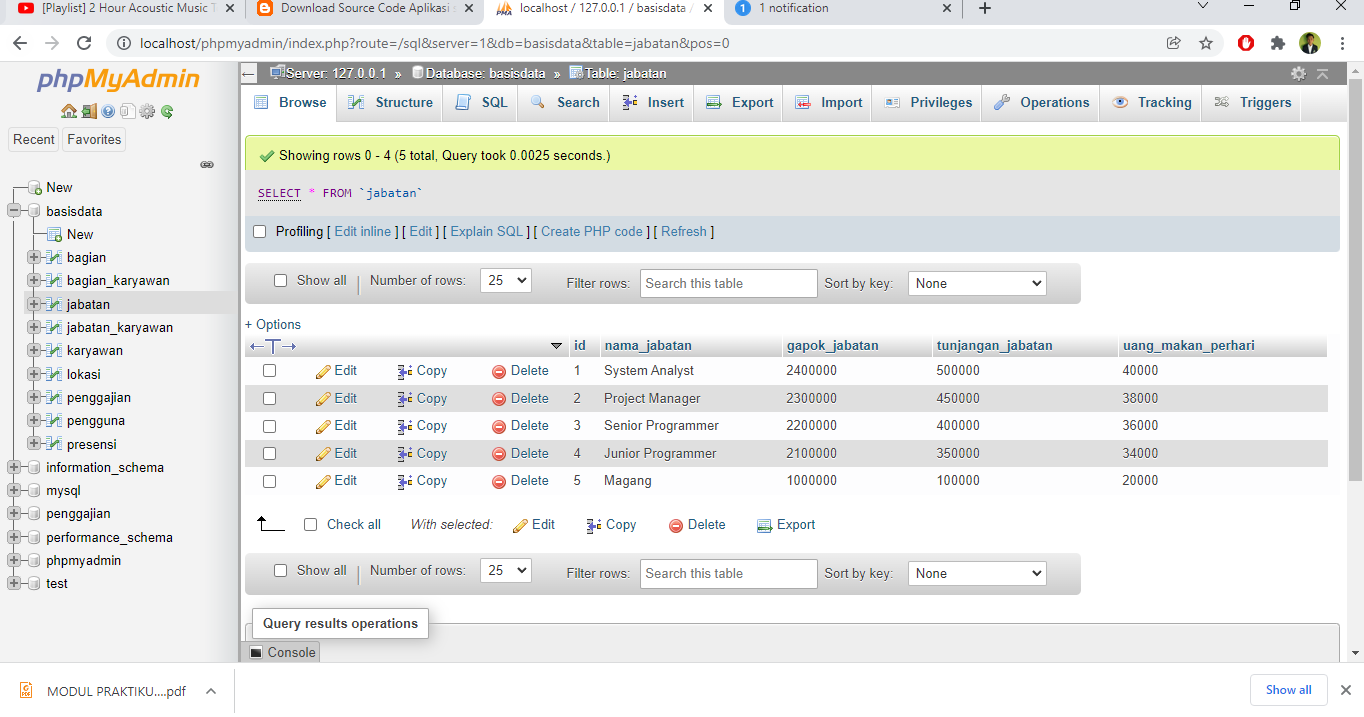 [Playlist] 2 Hour Acoustic Music T
Download Source Code Aplikasi s
localhost / 127.0.0.1 / basisdata /
1 1 notification
localhost/phpmyadmin/index.php?route=/sql&server=1&db=basisdata&table=jabatan&pos=0
phpMyAdmin
Recent Favorites
New
basisdata
New
bagian
bagian_karyawan
jabatan
jabatan_karyawan
karyawan
lokasi
penggajian
pengguna
presensi
information_schema
mysql
penggajian
performance_schema
phpmyadmin
test
Server: 127.0.0.1 » Database: basisdata » Table: jabatan
Browse Structure SQL Search Insert Export Import Privileges Operations Tracking Triggers
Showing rows 0 - 4 (5 total, Query took 0.0025 seconds.)
SELECT * FROM `jabatan`
Profiling [ Edit inline ] [ Edit ] [ Explain SQL ] [ Create PHP code ] [ Refresh ]
Show all Number of rows: 25 Filter rows: Search this table Sort by key: None
+ Options
←T→ id nama_jabatan gapok_jabatan tunjangan_jabatan uang_makan_perhari
Edit Copy Delete 1 System Analyst 2400000 500000 40000
Edit Copy Delete 2 Project Manager 2300000 450000 38000
Edit Copy Delete 3 Senior Programmer 2200000 400000 36000
Edit Copy Delete 4 Junior Programmer 2100000 350000 34000
Edit Copy Delete 5 Magang 1000000 100000 20000
Check all With selected: Edit Copy Delete Export
Show all Number of rows: 25 Filter rows: Search this table Sort by key: None
Query results operations
Console
MODUL PRAKTIKU....pdf
Show all